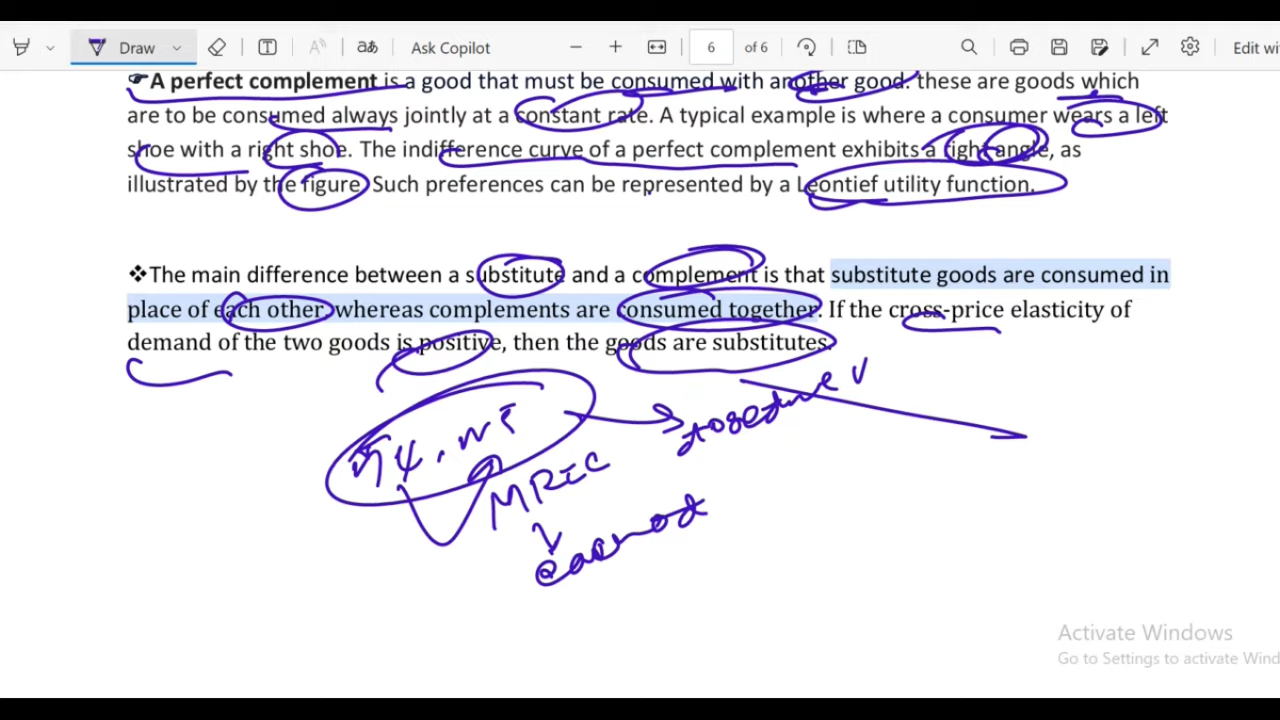 Draw
Ask Copilot
6 of 6
Edit wi
☛A perfect complement is a good that must be consumed with another good. these are goods which
are to be consumed always jointly at a constant rate. A typical example is where a consumer wears a left
shoe with a right shoe. The indifference curve of a perfect complement exhibits a right angle, as
illustrated by the figure. Such preferences can be represented by a Leontief utility function.
❖The main difference between a substitute and a complement is that substitute goods are consumed in
place of each other, whereas complements are consumed together. If the cross-price elasticity of
demand of the two goods is positive, then the goods are substitutes.
Activate Windows
Go to Settings to activate Wind